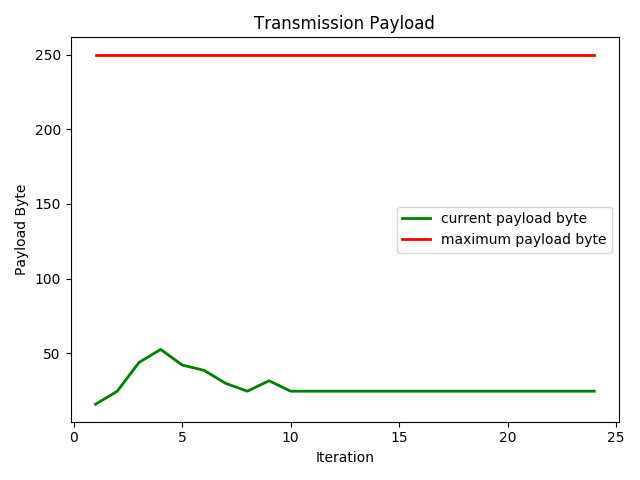 Transmission Payload
250
200
150
100
50
Payload Byte
current payload byte
maximum payload byte
0 5 10 15 20 25
Iteration